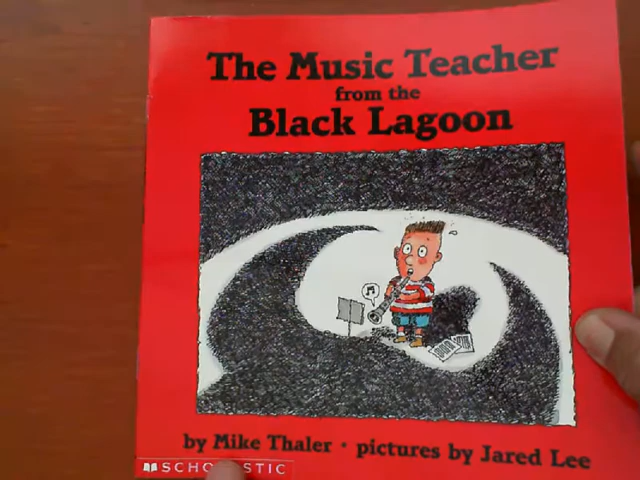 The Music Teacher
from the
Black Lagoon
by Mike Thaler • pictures by Jared Lee
SCHOLASTIC